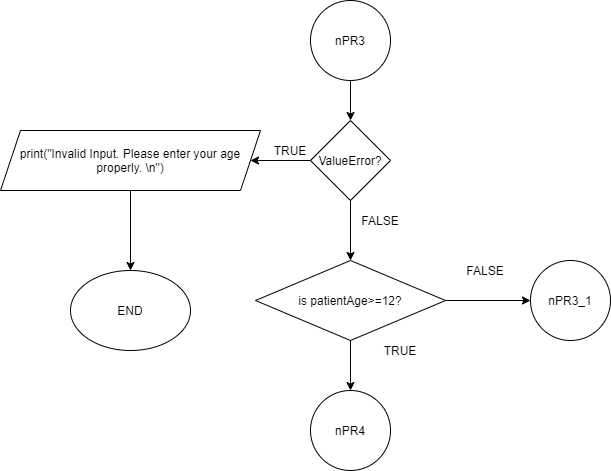 nPR3
print("Invalid Input. Please enter your age
properly. \n")
TRUE
ValueError?
FALSE
END
is patientAge>=12?
FALSE
nPR3_1
TRUE
nPR4